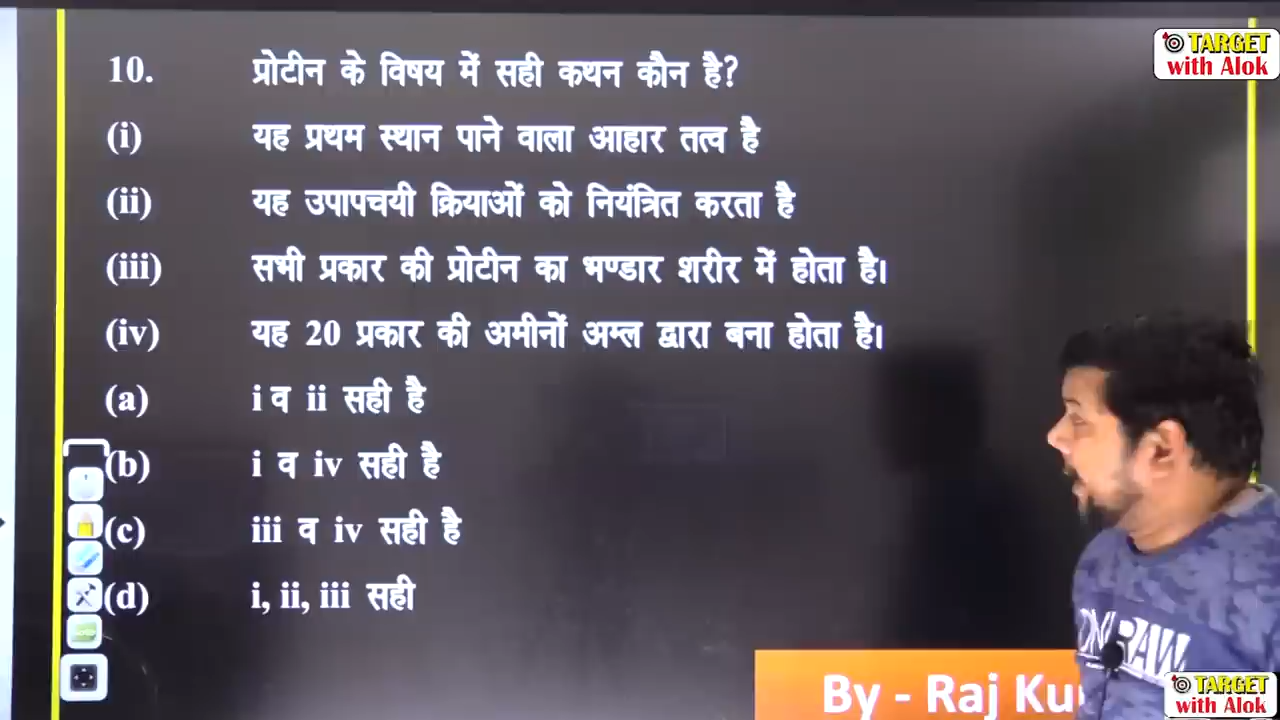 TARGET
with Alok
10. प्रोटीन के विषय में सही कथन कौन है?
(i) यह प्रथम स्थान पाने वाला आहार तत्व है
(ii) यह उपापचयी क्रियाओं को नियंत्रित करता है
(iii) सभी प्रकार की प्रोटीन का भण्डार शरीर में होता है।
(iv) यह 20 प्रकार की अमीनों अम्ल द्वारा बना होता है।
(a) i व ii सही है
(b) i व iv सही है
(c) iii व iv सही है
(d) i, ii, iii सही
By - Raj
TARGET
with Alok